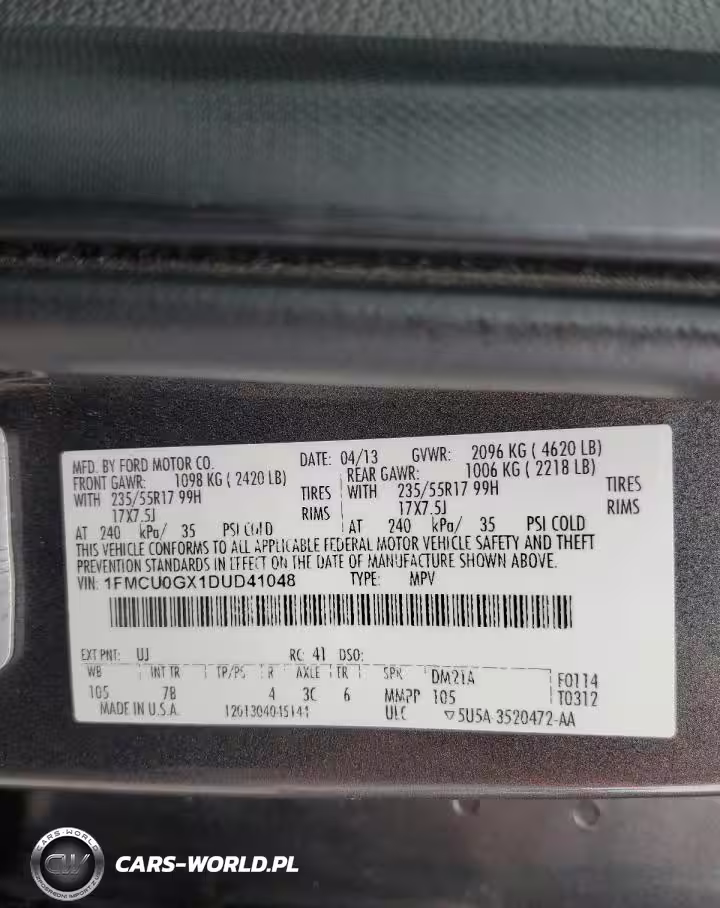 MFD. BY FORD MOTOR CO. DATE: 04/13 GVWR: 2096 KG ( 4620 LB)
FRONT GAWR: 1098 KG ( 2420 LB) REAR GAWR: 1006 KG ( 2218 LB)
WITH 235/55R17 99H TIRES WITH 235/55R17 99H TIRES
17X7.5J RIMS 17X7.5J RIMS
AT 240 kPa/ 35 PSI COLD AT 240 kPa/ 35 PSI COLD
THIS VEHICLE CONFORMS TO ALL APPLICABLE FEDERAL MOTOR VEHICLE SAFETY AND THEFT
PREVENTION STANDARDS IN EFFECT ON THE DATE OF MANUFACTURE SHOWN ABOVE.
VIN: 1FMCU0GX1DUD41048 TYPE: MPV
EXT PNT: UJ RC: 41 DSO:
WB INT TR TP/PS R AXLE TR SPR DM21A F0114
105 7B 4 3C 6 MMPP 105 T0312
MADE IN U.S.A. ULC ▽5U5A-3520472-AA
CARS-WORLD
CW
CARS-WORLD.PL